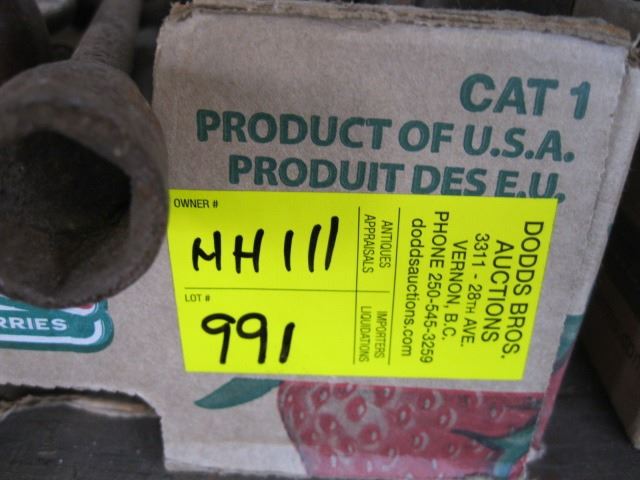 CAT 1
PRODUCT OF U.S.A.
PRODUIT DES E.U.
OWNER #
MH 111
LOT #
991
ANTIQUES
APPRAISALS
IMPORTERS
LIQUIDATIONS
DODDS BROS.
AUCTIONS
3311 - 28TH AVE.
VERNON, B.C.
PHONE 250-545-3259
doddsauctions.com
RRIES